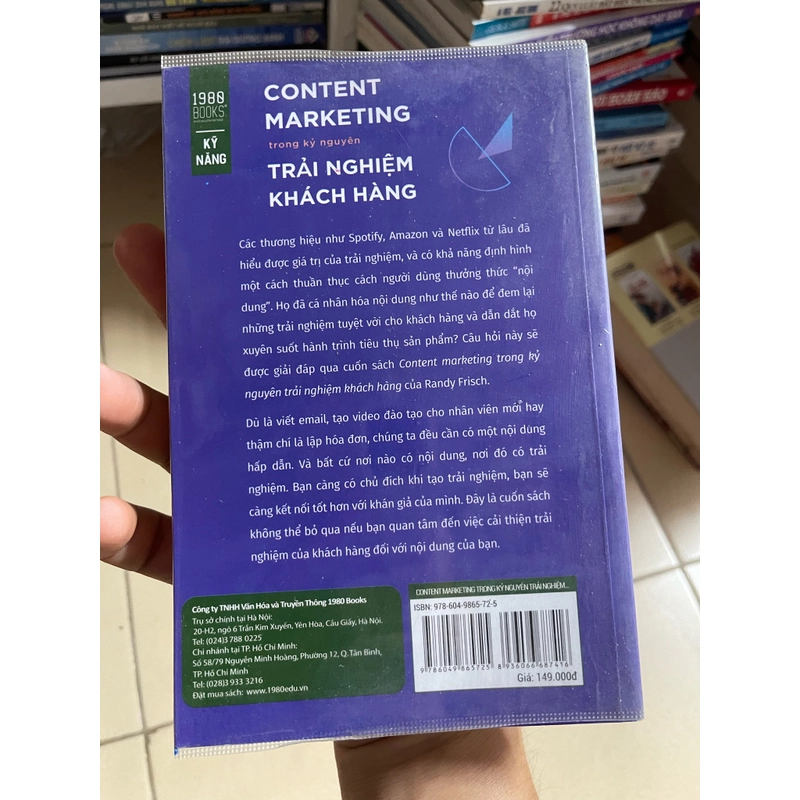 1980
BOOKS
KỸ
NĂNG
CONTENT
MARKETING
trong kỷ nguyên
TRẢI NGHIỆM
KHÁCH HÀNG
Các thương hiệu như Spotify, Amazon và Netflix từ lâu đã
hiểu được giá trị của trải nghiệm, và có khả năng định hình
một cách thuần thục cách người dùng thưởng thức "nội
dung". Họ đã cá nhân hóa nội dung như thế nào để đem lại
những trải nghiệm tuyệt vời cho khách hàng và dẫn dắt họ
xuyên suốt hành trình tiêu thụ sản phẩm? Câu hỏi này sẽ
được giải đáp qua cuốn sách Content marketing trong kỷ
nguyên trải nghiệm khách hàng của Randy Frisch.
Dù là viết email, tạo video đào tạo cho nhân viên mới hay
thậm chí là lập hóa đơn, chúng ta đều cần có một nội dung
hấp dẫn. Và bất cứ nơi nào có nội dung, nơi đó có trải
nghiệm. Bạn càng có chủ đích khi tạo trải nghiệm, bạn sẽ
càng kết nối tốt hơn với khán giả của mình. Đây là cuốn sách
không thể bỏ qua nếu bạn quan tâm đến việc cải thiện trải
nghiệm của khách hàng đối với nội dung của bạn.
Công ty TNHH Văn Hóa và Truyền Thông 1980 Books
Trụ sở chính tại Hà Nội:
20-H2, ngõ 6 Trần Kim Xuyến, Yên Hòa, Cầu Giấy, Hà Nội.
Tel: (024)3 788 0225
Chi nhánh tại TP. Hồ Chí Minh:
Số 58/79 Nguyễn Minh Hoàng, Phường 12, Q. Tân Bình,
TP. Hồ Chí Minh
Tel: (028)3 933 3216
Đặt mua sách: www.1980edu.vn
CONTENT MARKETING TRONG KỶ NGUYÊN TRẢI NGHIỆM...
ISBN: 978-604-9865-72-5
9 786049 865725
8 936066 687416
Giá: 149.000đ